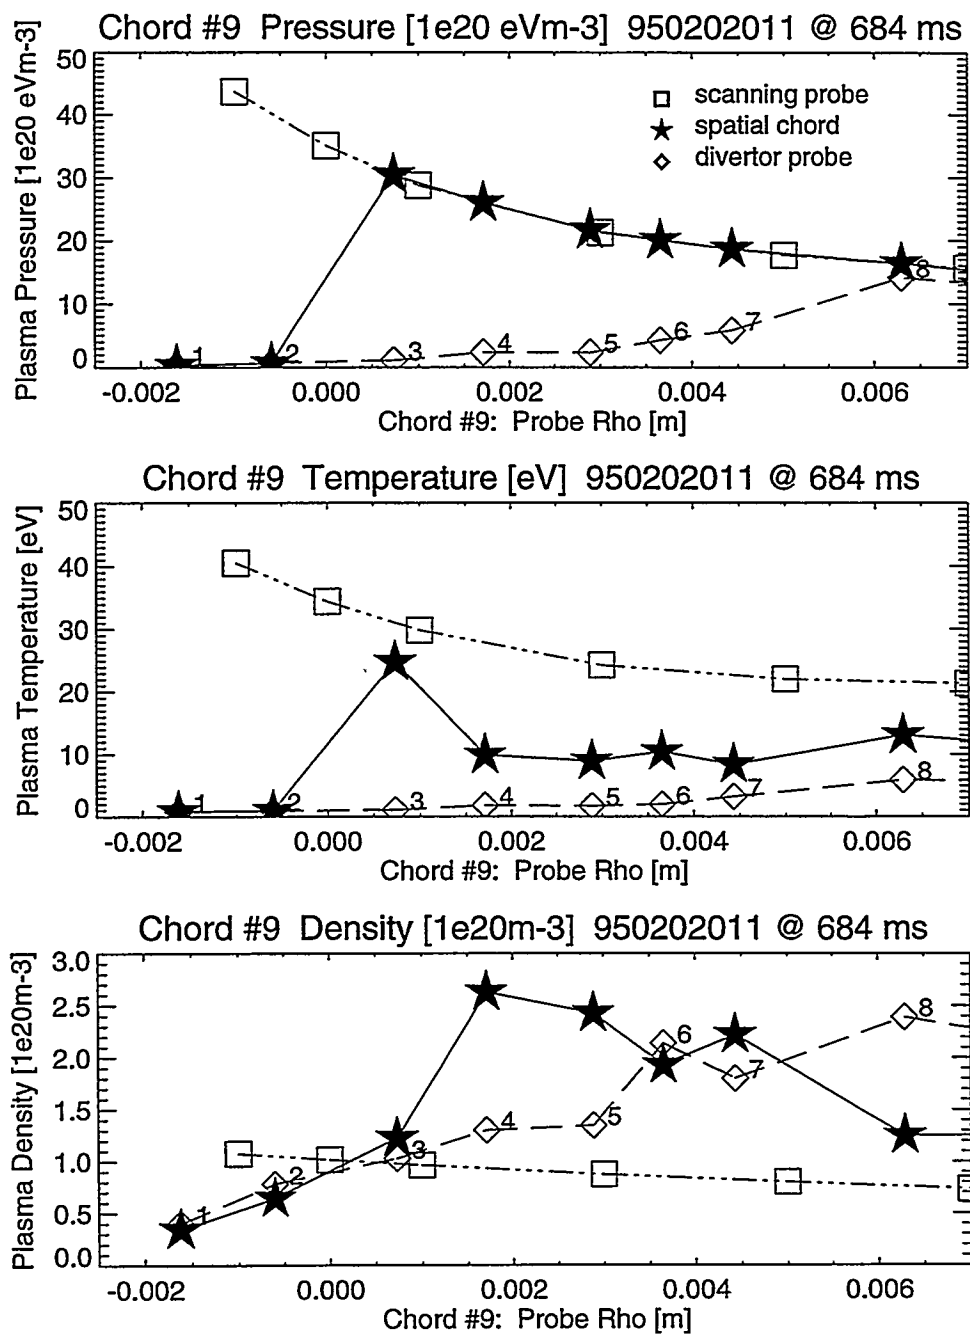 Chord #9 Pressure [1e20 eVm-3] 950202011 @ 684 ms
Plasma Pressure [1e20 eVm-3]
50
40
30
20
10
0
scanning probe
spatial chord
divertor probe
1
2
3
4
5
6
7
8
-0.002 0.000 0.002 0.004 0.006
Chord #9: Probe Rho [m]
Chord #9 Temperature [eV] 950202011 @ 684 ms
Plasma Temperature [eV]
50
40
30
20
10
0
1
2
3
4
5
6
7
8
-0.002 0.000 0.002 0.004 0.006
Chord #9: Probe Rho [m]
Chord #9 Density [1e20m-3] 950202011 @ 684 ms
Plasma Density [1e20m-3]
3.0
2.5
2.0
1.5
1.0
0.5
0.0
1
2
3
4
5
6
7
8
-0.002 0.000 0.002 0.004 0.006
Chord #9: Probe Rho [m]